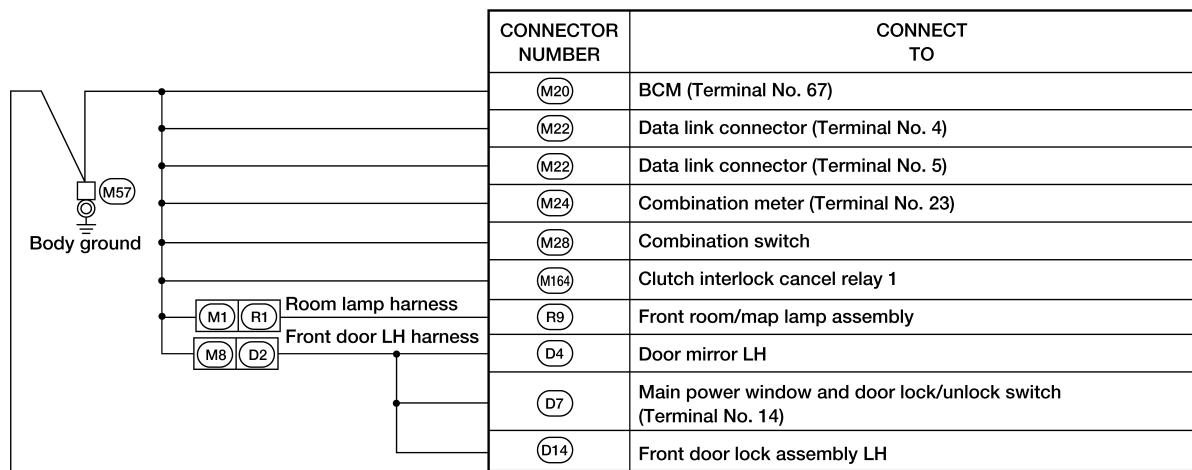 CONNECTOR NUMBER CONNECT TO
M20 BCM (Terminal No. 67)
M22 Data link connector (Terminal No. 4)
M22 Data link connector (Terminal No. 5)
M57
M24 Combination meter (Terminal No. 23)
Body ground
M28 Combination switch
M164 Clutch interlock cancel relay 1
M1 R1 Room lamp harness
R9 Front room/map lamp assembly
M8 D2 Front door LH harness
D4 Door mirror LH
D7 Main power window and door lock/unlock switch
(Terminal No. 14)
D14 Front door lock assembly LH